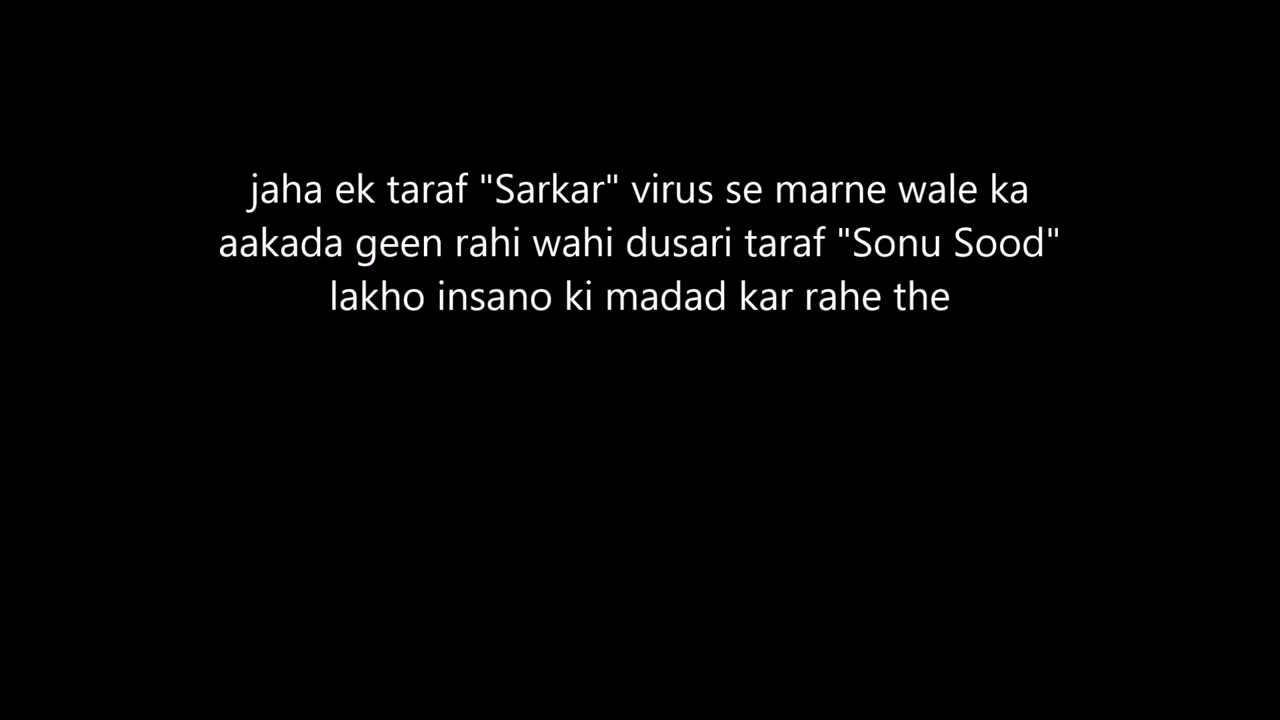 jaha ek taraf "Sarkar" virus se marne wale ka
aakada geen rahi wahi dusari taraf "Sonu Sood"
lakho insano ki madad kar rahe the